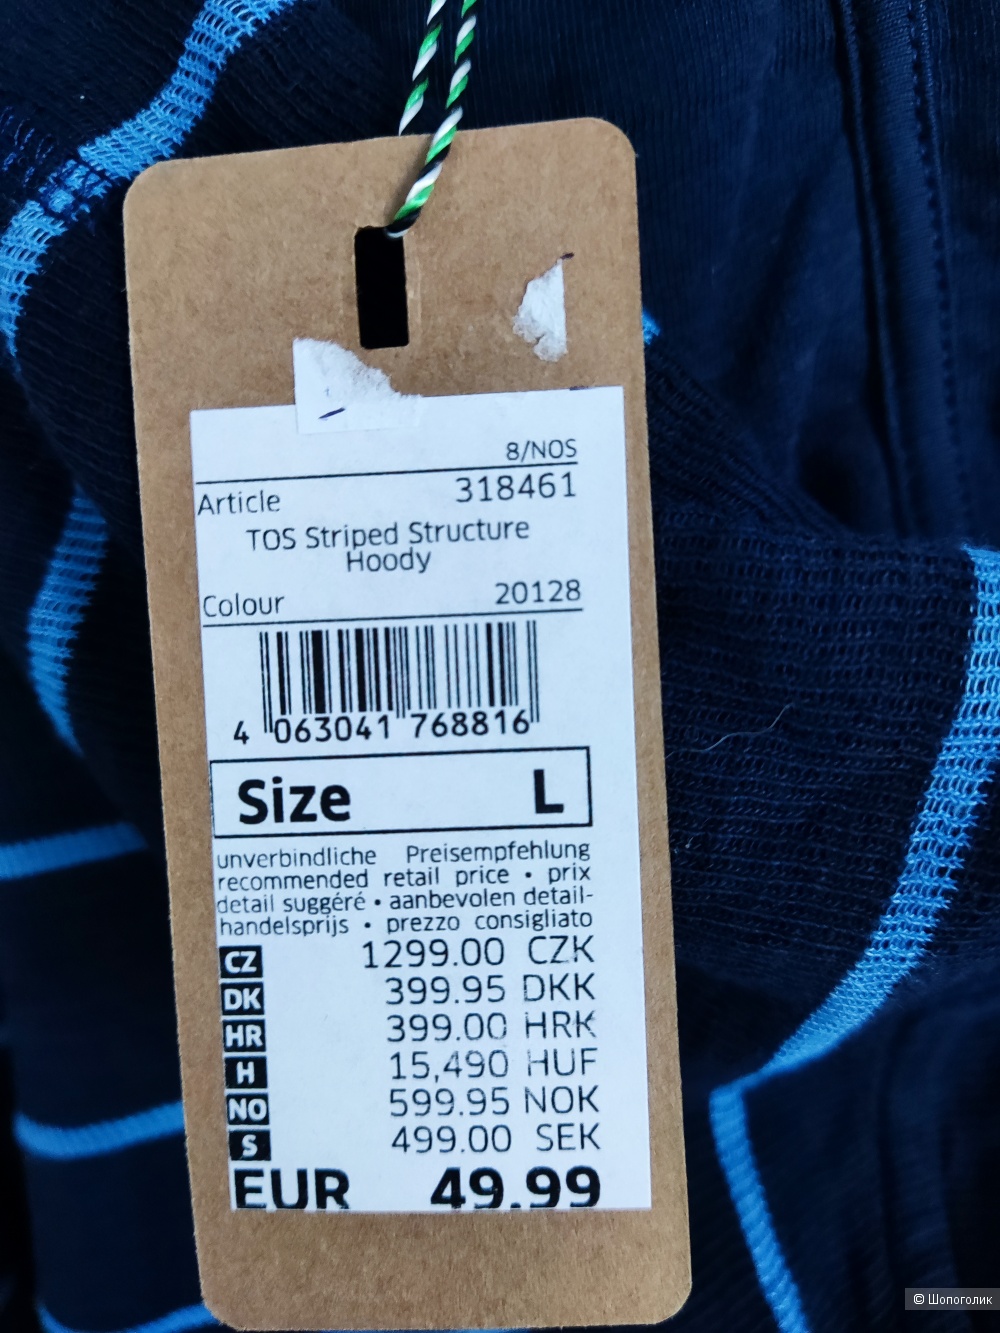 8/NOS
Article 318461
TOS Striped Structure
Hoody
Colour 20128
4 063041 768816
Size L
unverbindliche Preisempfehlung
recommended retail price • prix
detail suggéré • aanbevolen detail-
handelsprijs • prezzo consigliato
CZ 1299.00 CZK
DK 399.95 DKK
HR 399.00 HRK
H 15,490 HUF
NO 599.95 NOK
S 499.00 SEK
EUR 49.99
© Шопоголик